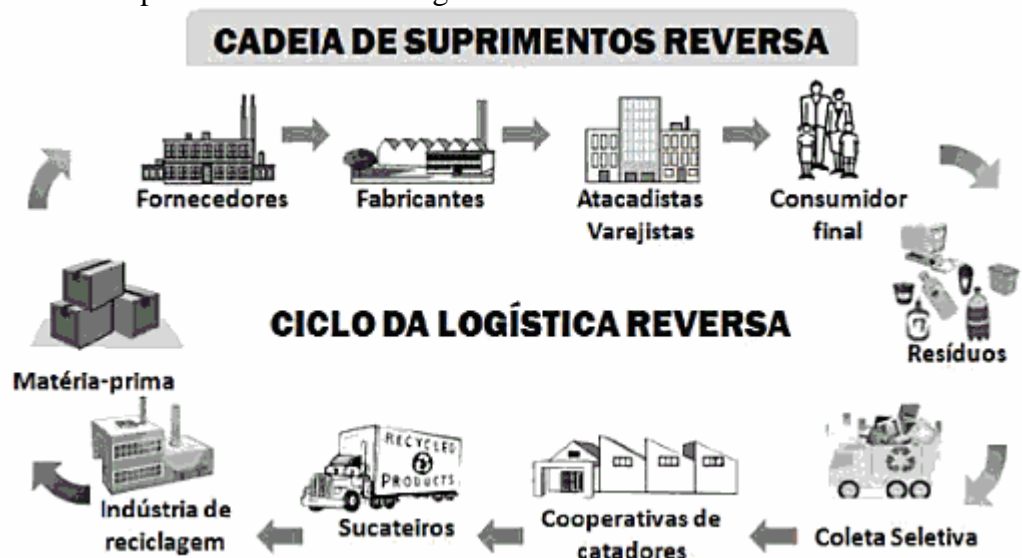 CADEIA DE SUPRIMENTOS REVERSA
Fornecedores
Fabricantes
Atacadistas
Varejistas
Consumidor
final
CICLO DA LOGÍSTICA REVERSA
Resíduos
Matéria-prima
RECYCLED
PRODUCTS
Indústria de
reciclagem
Sucateiros
Cooperativas de
catadores
Coleta Seletiva